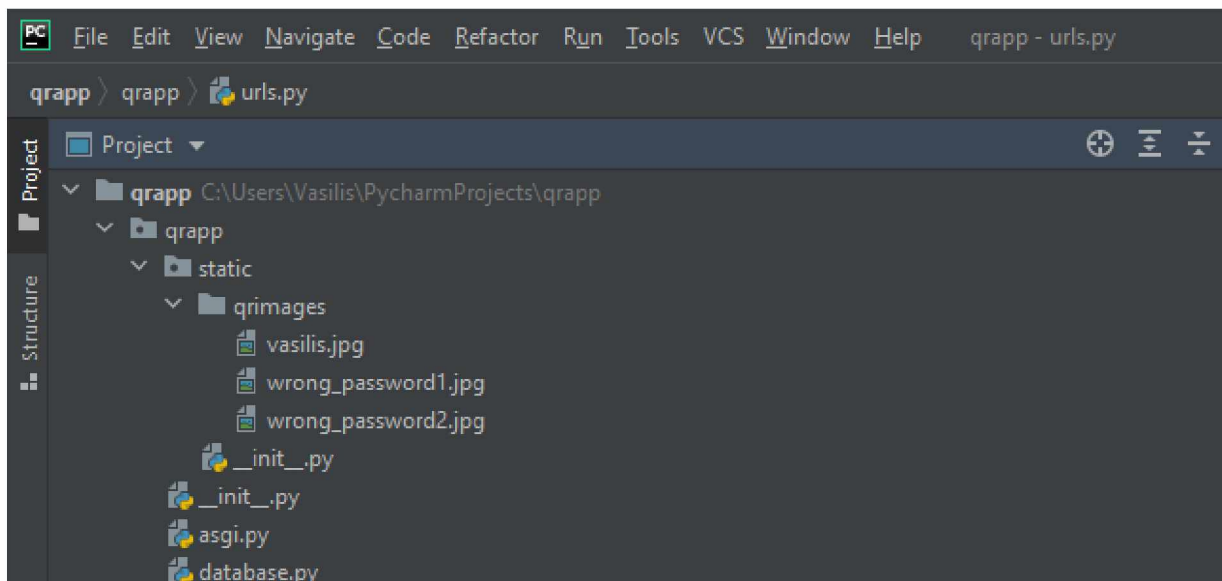 PC File Edit View Navigate Code Refactor Run Tools VCS Window Help qrapp - urls.py
qrapp qrapp urls.py
Project
Project
qrapp C:\Users\Vasilis\PycharmProjects\qrapp
qrapp
static
qrimages
vasilis.jpg
wrong_password1.jpg
wrong_password2.jpg
__init__.py
__init__.py
asgi.py
database.py
Structure